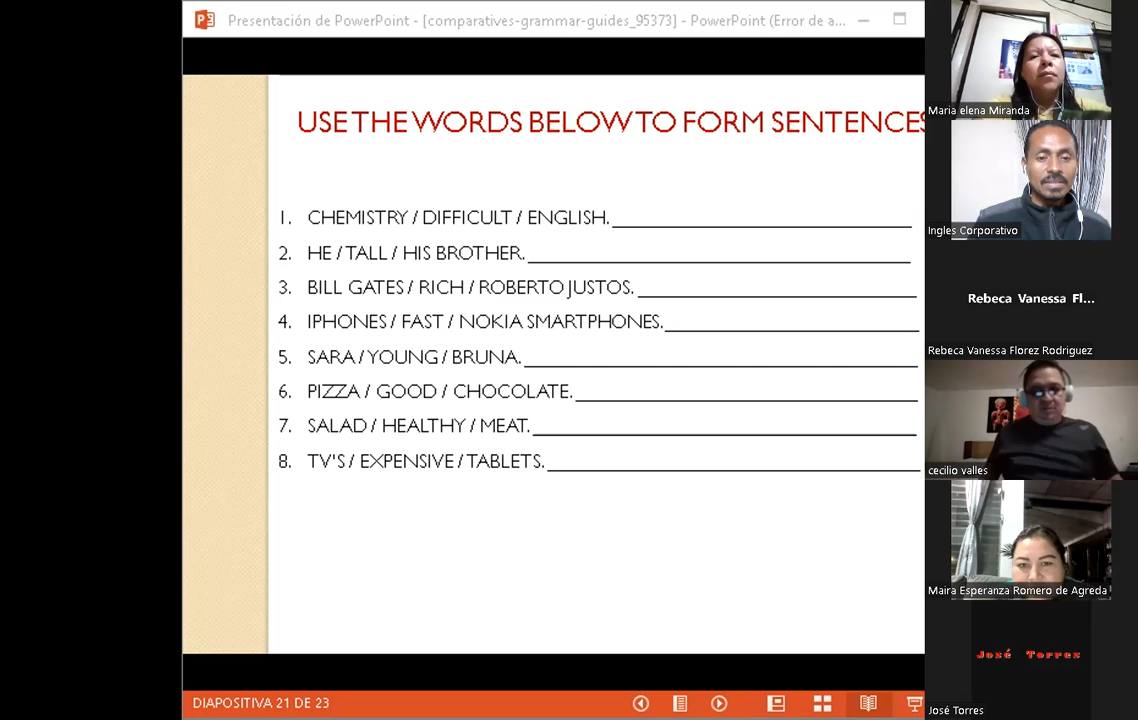 Presentación de PowerPoint - [comparatives-grammar-guides_95373] - PowerPoint (Error de a...
USE THE WORDS BELOW TO FORM SENTENCES
1. CHEMISTRY / DIFFICULT / ENGLISH.
2. HE / TALL / HIS BROTHER.
3. BILL GATES / RICH / ROBERTO JUSTOS.
4. IPHONES / FAST / NOKIA SMARTPHONES.
5. SARA / YOUNG / BRUNA.
6. PIZZA / GOOD / CHOCOLATE.
7. SALAD / HEALTHY / MEAT.
8. TV'S / EXPENSIVE / TABLETS.
DIAPOSITIVA 21 DE 23
Maria elena Miranda
Ingles Corporativo
Rebeca Vanessa Fl...
Rebeca Vanessa Florez Rodriguez
cecilio valles
Maira Esperanza Romero de Agreda
José Torres
José Torres